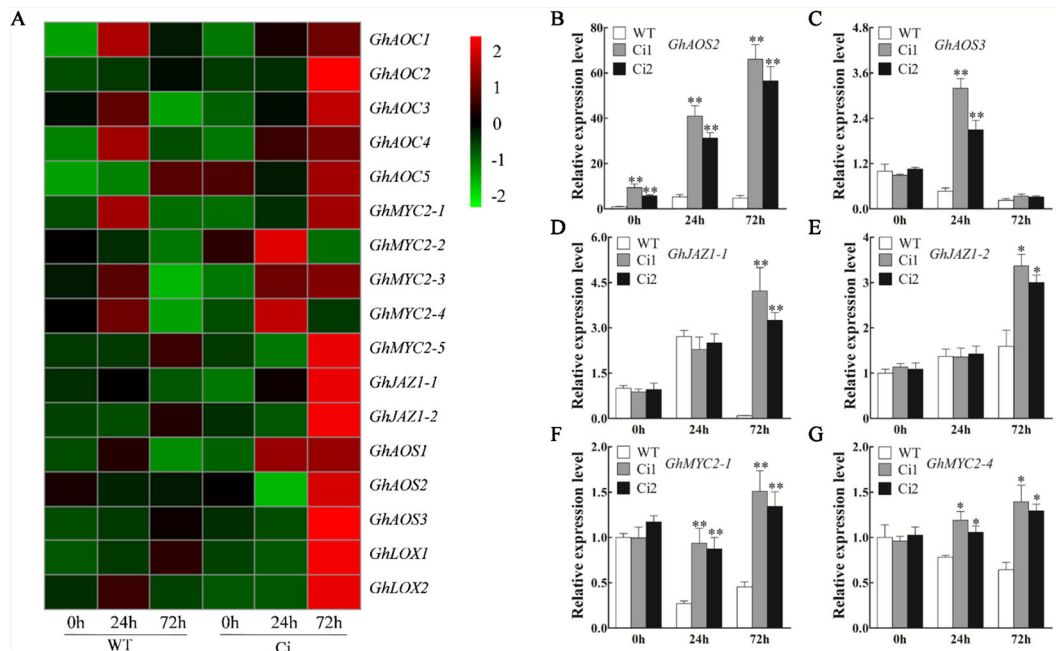 A
GhAOC1
GhAOC2
GhAOC3
GhAOC4
GhAOC5
GhMYC2-1
GhMYC2-2
GhMYC2-3
GhMYC2-4
GhMYC2-5
GhJAZ1-1
GhJAZ1-2
GhAOS1
GhAOS2
GhAOS3
GhLOX1
GhLOX2
0h 24h 72h 0h 24h 72h
WT Ci
2
1
0
-1
-2
B
GhAOS2
WT
Ci1
Ci2
Relative expression level
80
60
40
20
0
** ** ** ** ** **
0h 24h 72h
C
GhAOS3
WT
Ci1
Ci2
Relative expression level
4.8
3.6
2.4
1.2
0.0
** **
0h 24h 72h
D
GhJAZ1-1
WT
Ci1
Ci2
Relative expression level
6.0
4.5
3.0
1.5
0.0
** **
0h 24h 72h
E
GhJAZ1-2
WT
Ci1
Ci2
Relative expression level
4
3
2
1
0
* *
0h 24h 72h
F
GhMYC2-1
WT
Ci1
Ci2
Relative expression level
2.0
1.5
1.0
0.5
0.0
** ** ** **
0h 24h 72h
G
GhMYC2-4
WT
Ci1
Ci2
Relative expression level
2.0
1.5
1.0
0.5
0.0
* * * *
0h 24h 72h